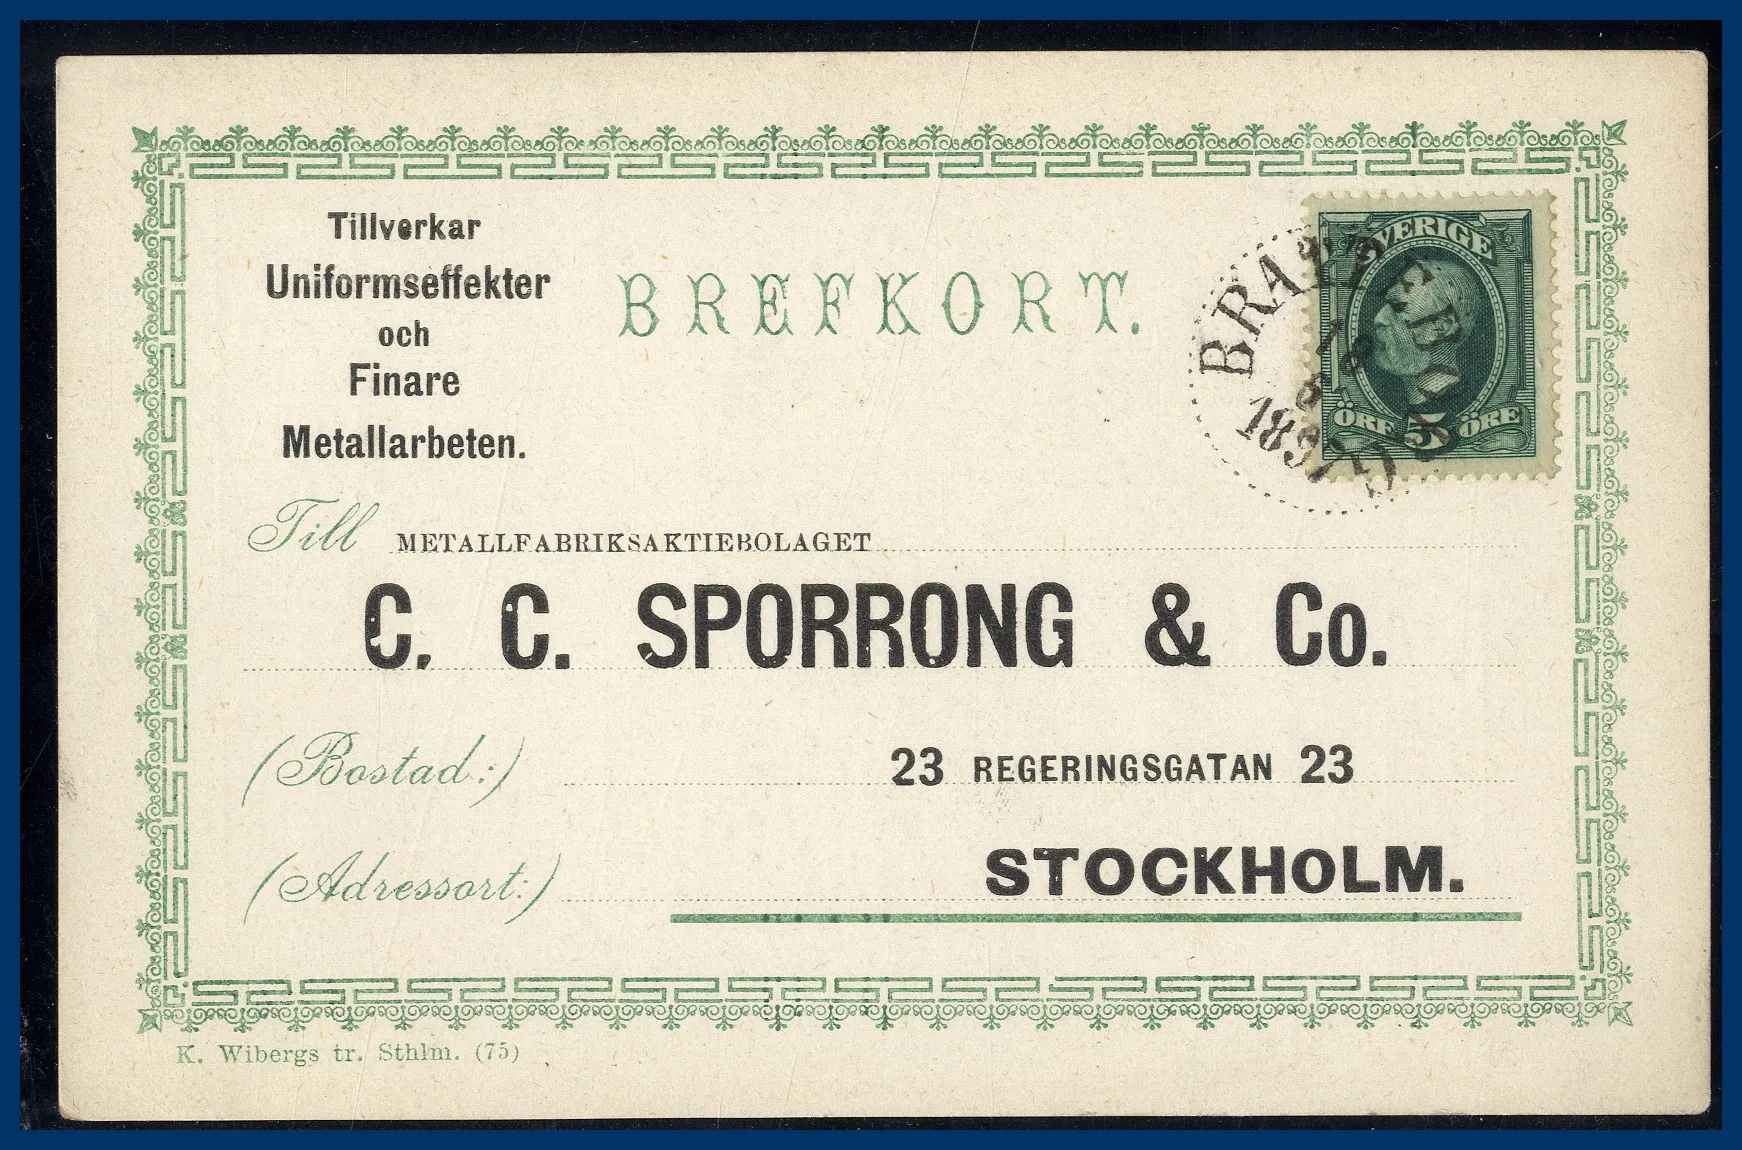 Tillverkar
Uniformseffekter
och
Finare
Metallarbeten.
BREFKORT.
SVERIGE
ÖRE 5 ÖRE
1897
Till METALLFABRIKSAKTIEBOLAGET
C. C. SPORRONG & Co.
(Bostad:) 23 REGERINGSGATAN 23
(Adressort:) STOCKHOLM.
K. Wibergs tr. Sthlm. (75)